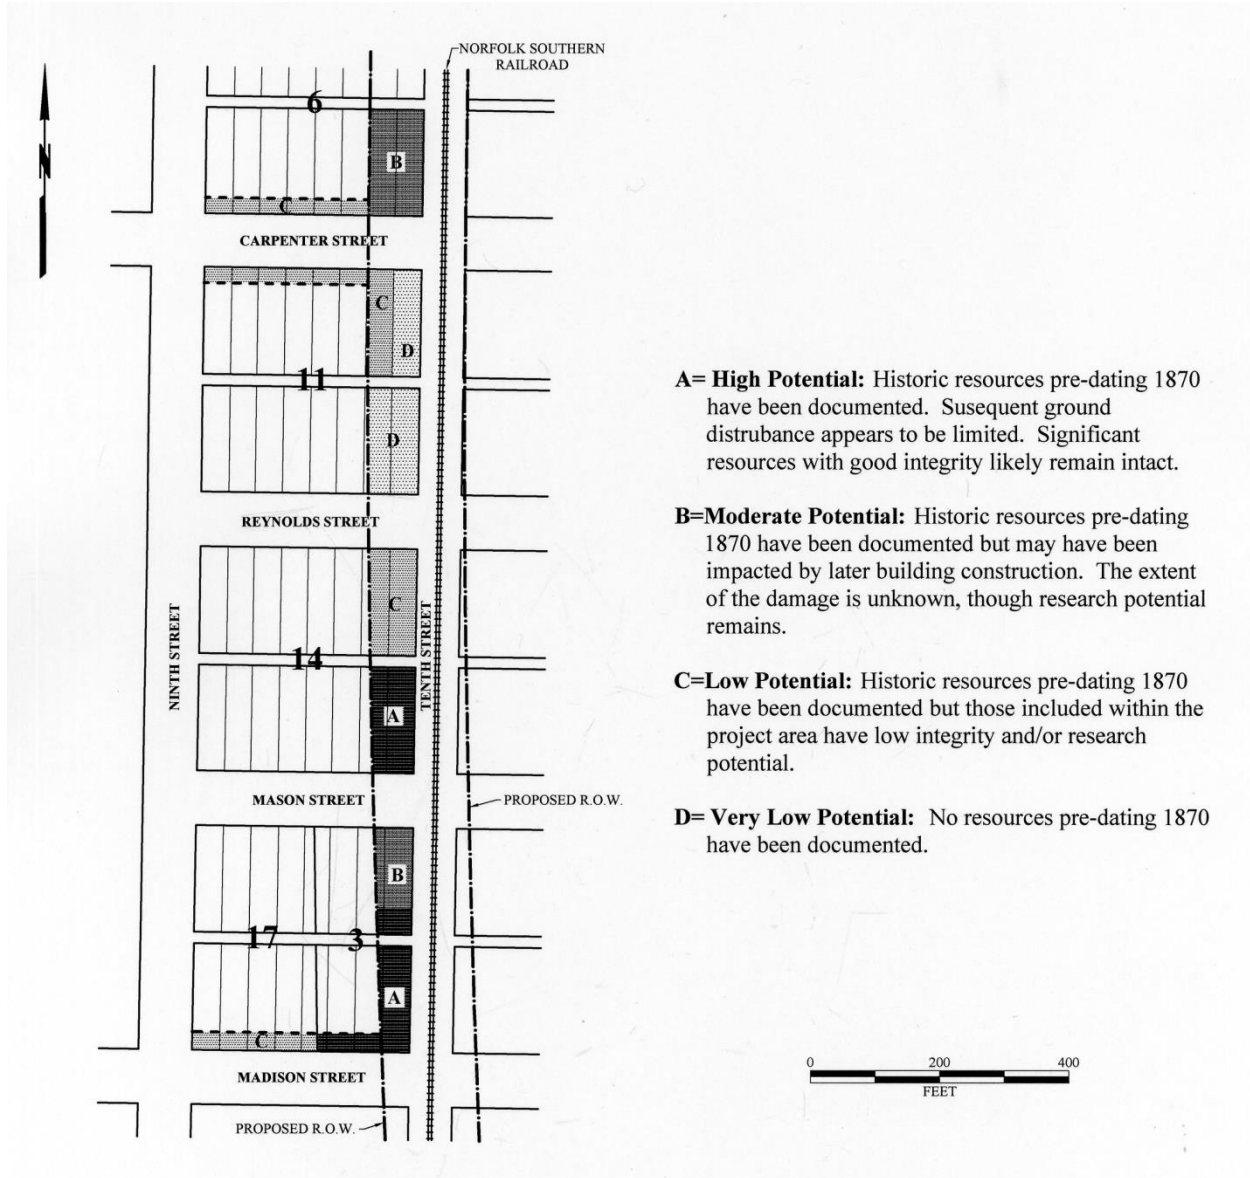 NORFOLK SOUTHERN
RAILROAD
N
6
B
C
CARPENTER STREET
C
D
11
D
REYNOLDS STREET
C
NINTH STREET
TENTH STREET
14
A
MASON STREET
PROPOSED R.O.W.
B
17
3
A
C
MADISON STREET
PROPOSED R.O.W.
A= High Potential: Historic resources pre-dating 1870
have been documented. Susequent ground
distrubance appears to be limited. Significant
resources with good integrity likely remain intact.
B=Moderate Potential: Historic resources pre-dating
1870 have been documented but may have been
impacted by later building construction. The extent
of the damage is unknown, though research potential
remains.
C=Low Potential: Historic resources pre-dating 1870
have been documented but those included within the
project area have low integrity and/or research
potential.
D= Very Low Potential: No resources pre-dating 1870
have been documented.
0 200 400
FEET